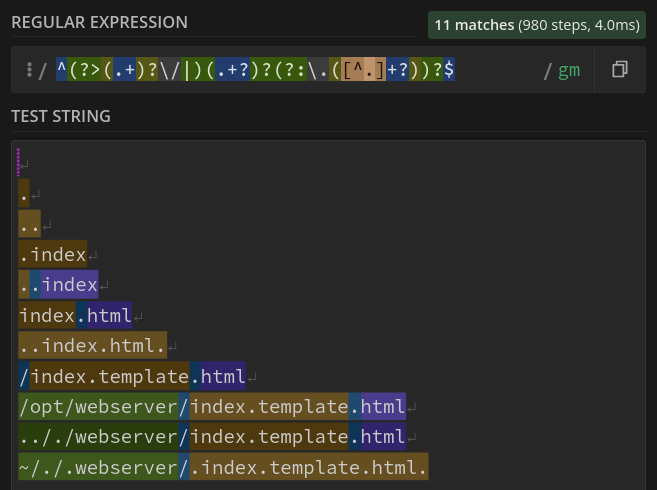 REGULAR EXPRESSION
11 matches (980 steps, 4.0ms)
/ ^(?>(.+)?\/|)(.+?)?(?:\.([^.]+?))?$ / gm
TEST STRING
↵
.↵
..↵
.index↵
..index↵
index.html↵
..index.html.↵
/index.template.html↵
/opt/webserver/index.template.html↵
.././webserver/index.template.html↵
~/./.webserver/.index.template.html.